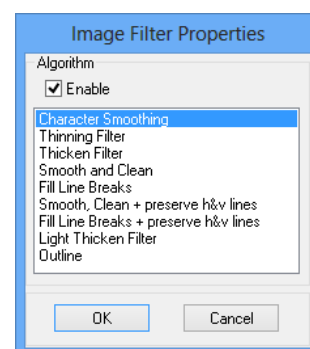 Image Filter Properties
Algorithm
Enable
Character Smoothing
Thinning Filter
Thicken Filter
Smooth and Clean
Fill Line Breaks
Smooth, Clean + preserve h&v lines
Fill Line Breaks + preserve h&v lines
Light Thicken Filter
Outline
OK Cancel